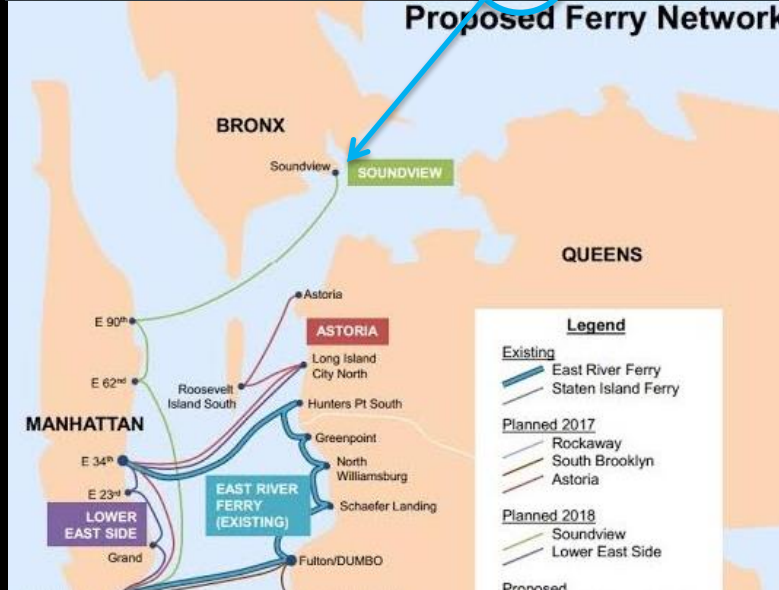 Proposed Ferry Network
BRONX
Soundview
SOUNDVIEW
QUEENS
Astoria
E 90th
ASTORIA
Long Island
City North
E 62nd
Roosevelt
Island South
Hunters Pt South
MANHATTAN
Greenpoint
E 34th
North
Williamsburg
E 23rd
EAST RIVER
FERRY
(EXISTING)
Schaefer Landing
LOWER
EAST SIDE
Grand
Fulton/DUMBO
Legend
Existing
East River Ferry
Staten Island Ferry
Planned 2017
Rockaway
South Brooklyn
Astoria
Planned 2018
Soundview
Lower East Side
Proposed